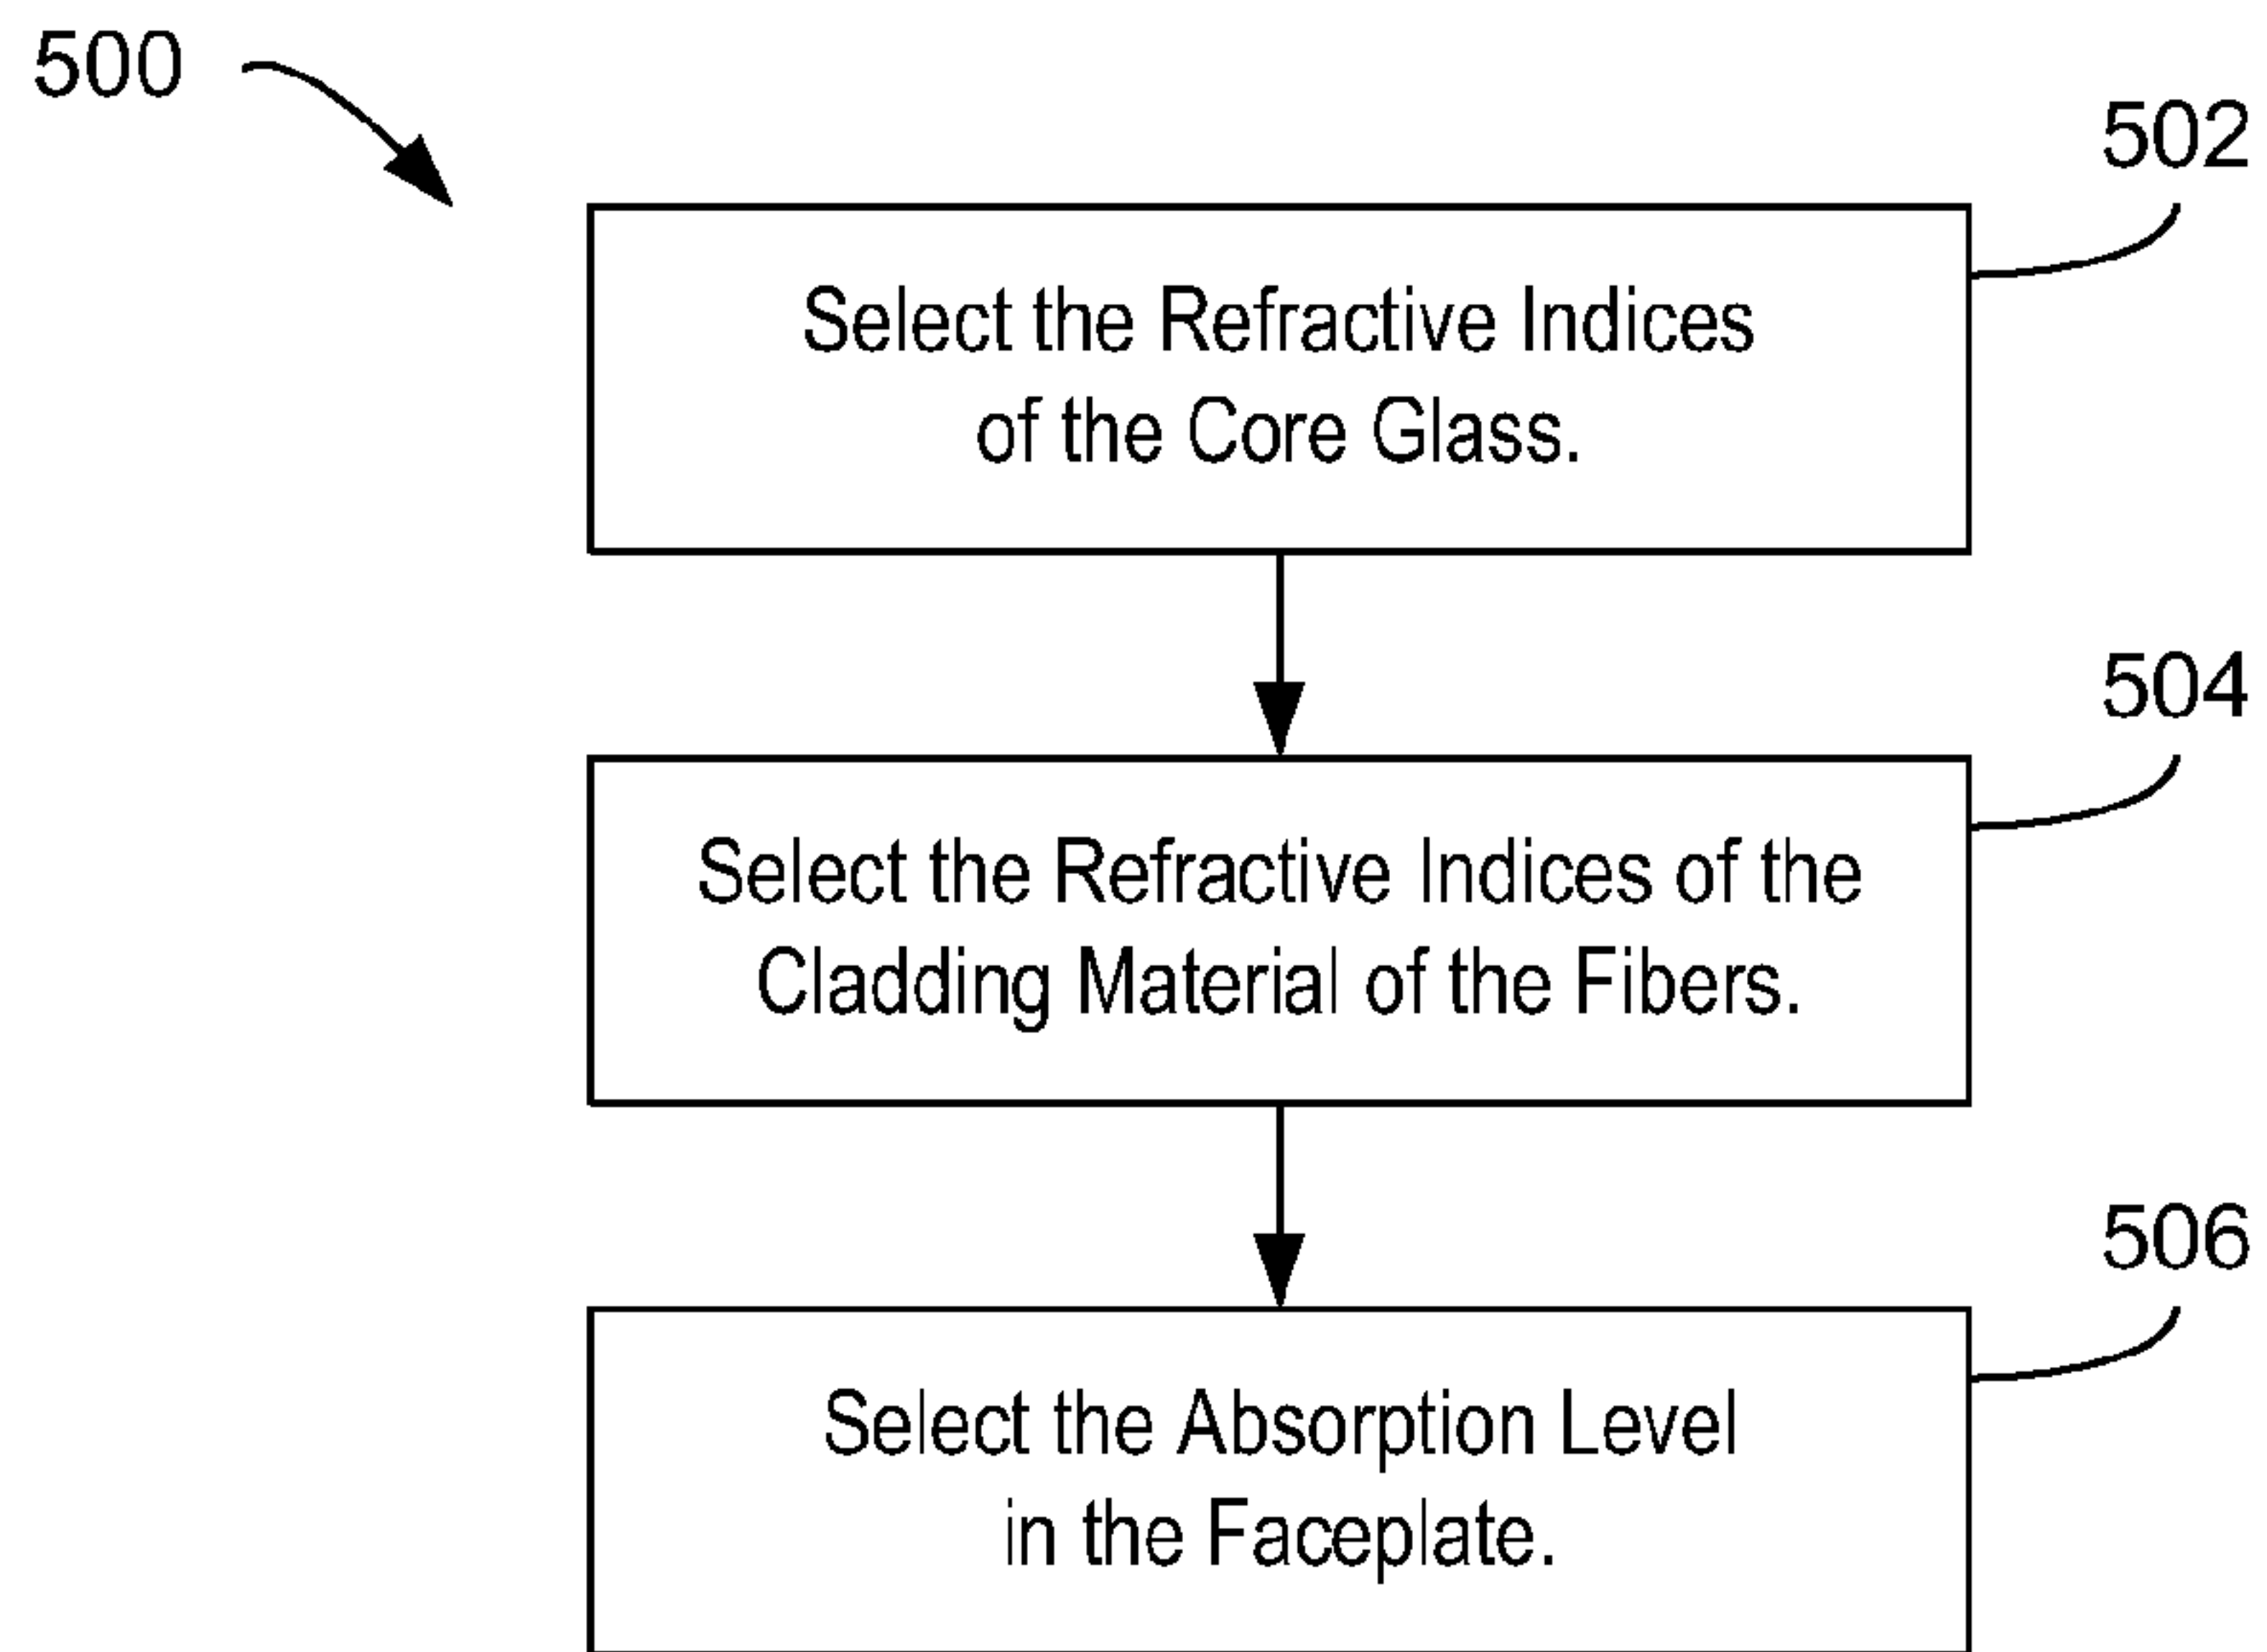 500
502
Select the Refractive Indices
of the Core Glass.
504
Select the Refractive Indices of the
Cladding Material of the Fibers.
506
Select the Absorption Level
in the Faceplate.